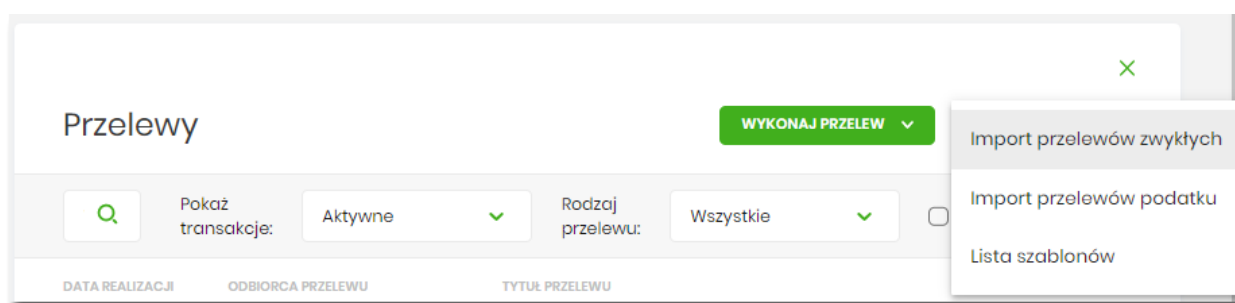 Przelewy
WYKONAJ PRZELEW
Import przelewów zwykłych
Import przelewów podatku
Lista szablonów
Pokaż
transakcje:
Aktywne
Rodzaj
przelewu:
Wszystkie
DATA REALIZACJI
ODBIORCA PRZELEWU
TYTUŁ PRZELEWU